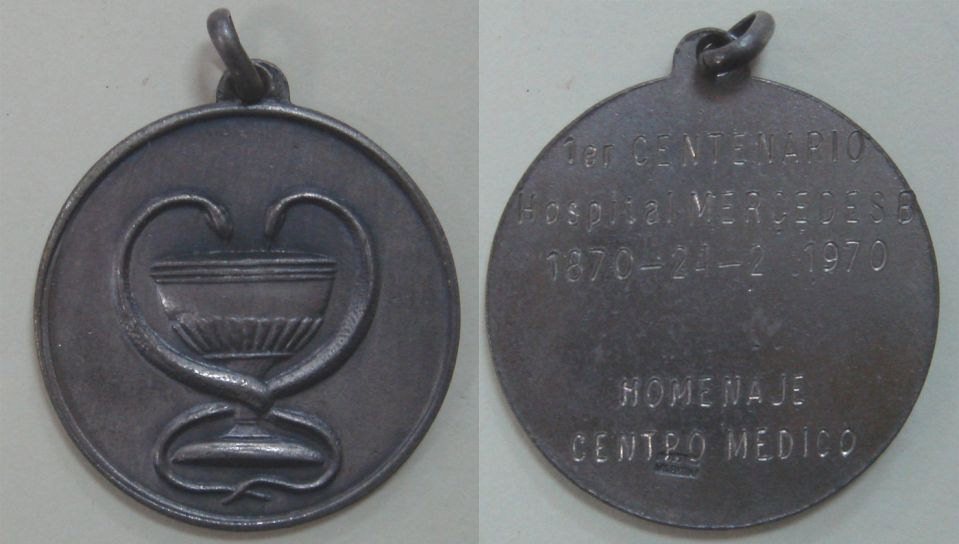 1er CENTENARIO
Hospital MERCEDES B
1870-24-2 1970
HOMENAJE
CENTRO MEDICO